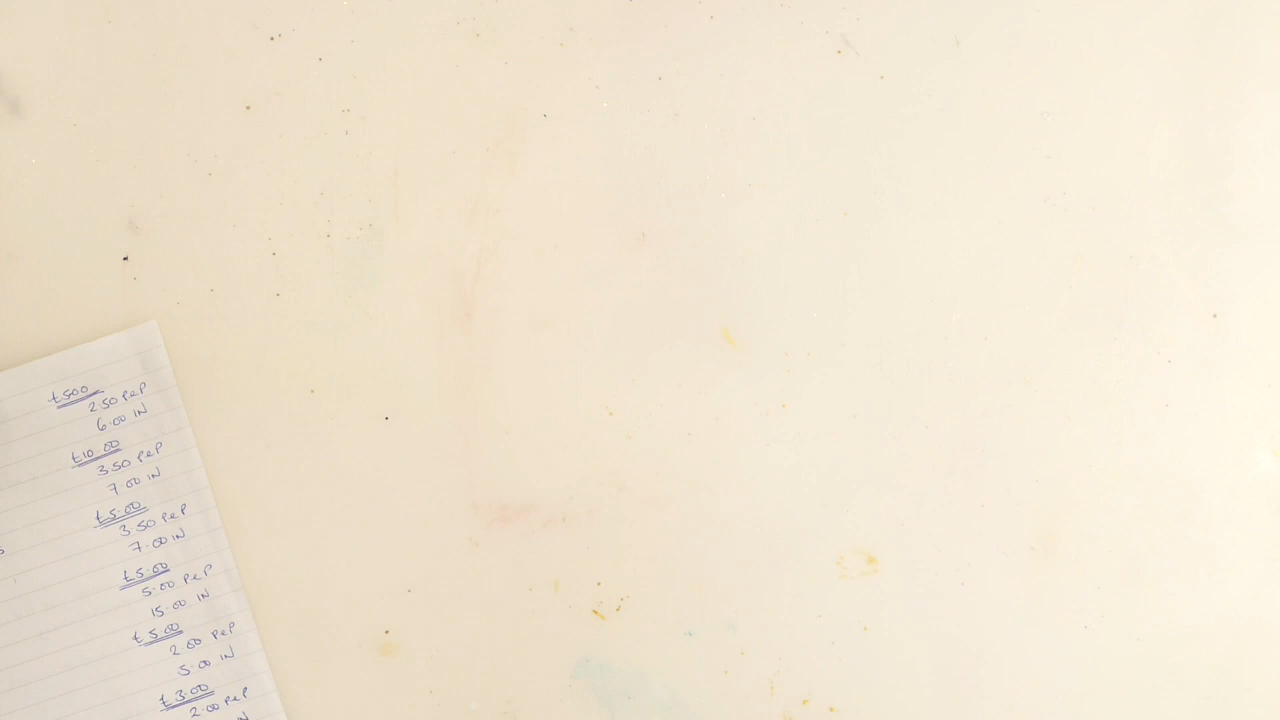 £500
2.50 PeP
6.00 IN
£10.00
3.50 PeP
7.00 IN
£5.00
3.50 PeP
7.00 IN
£5.00
5.00 PeP
15.00 IN
£5.00
2.00 PeP
5.00 IN
£3.00
2.00 PeP